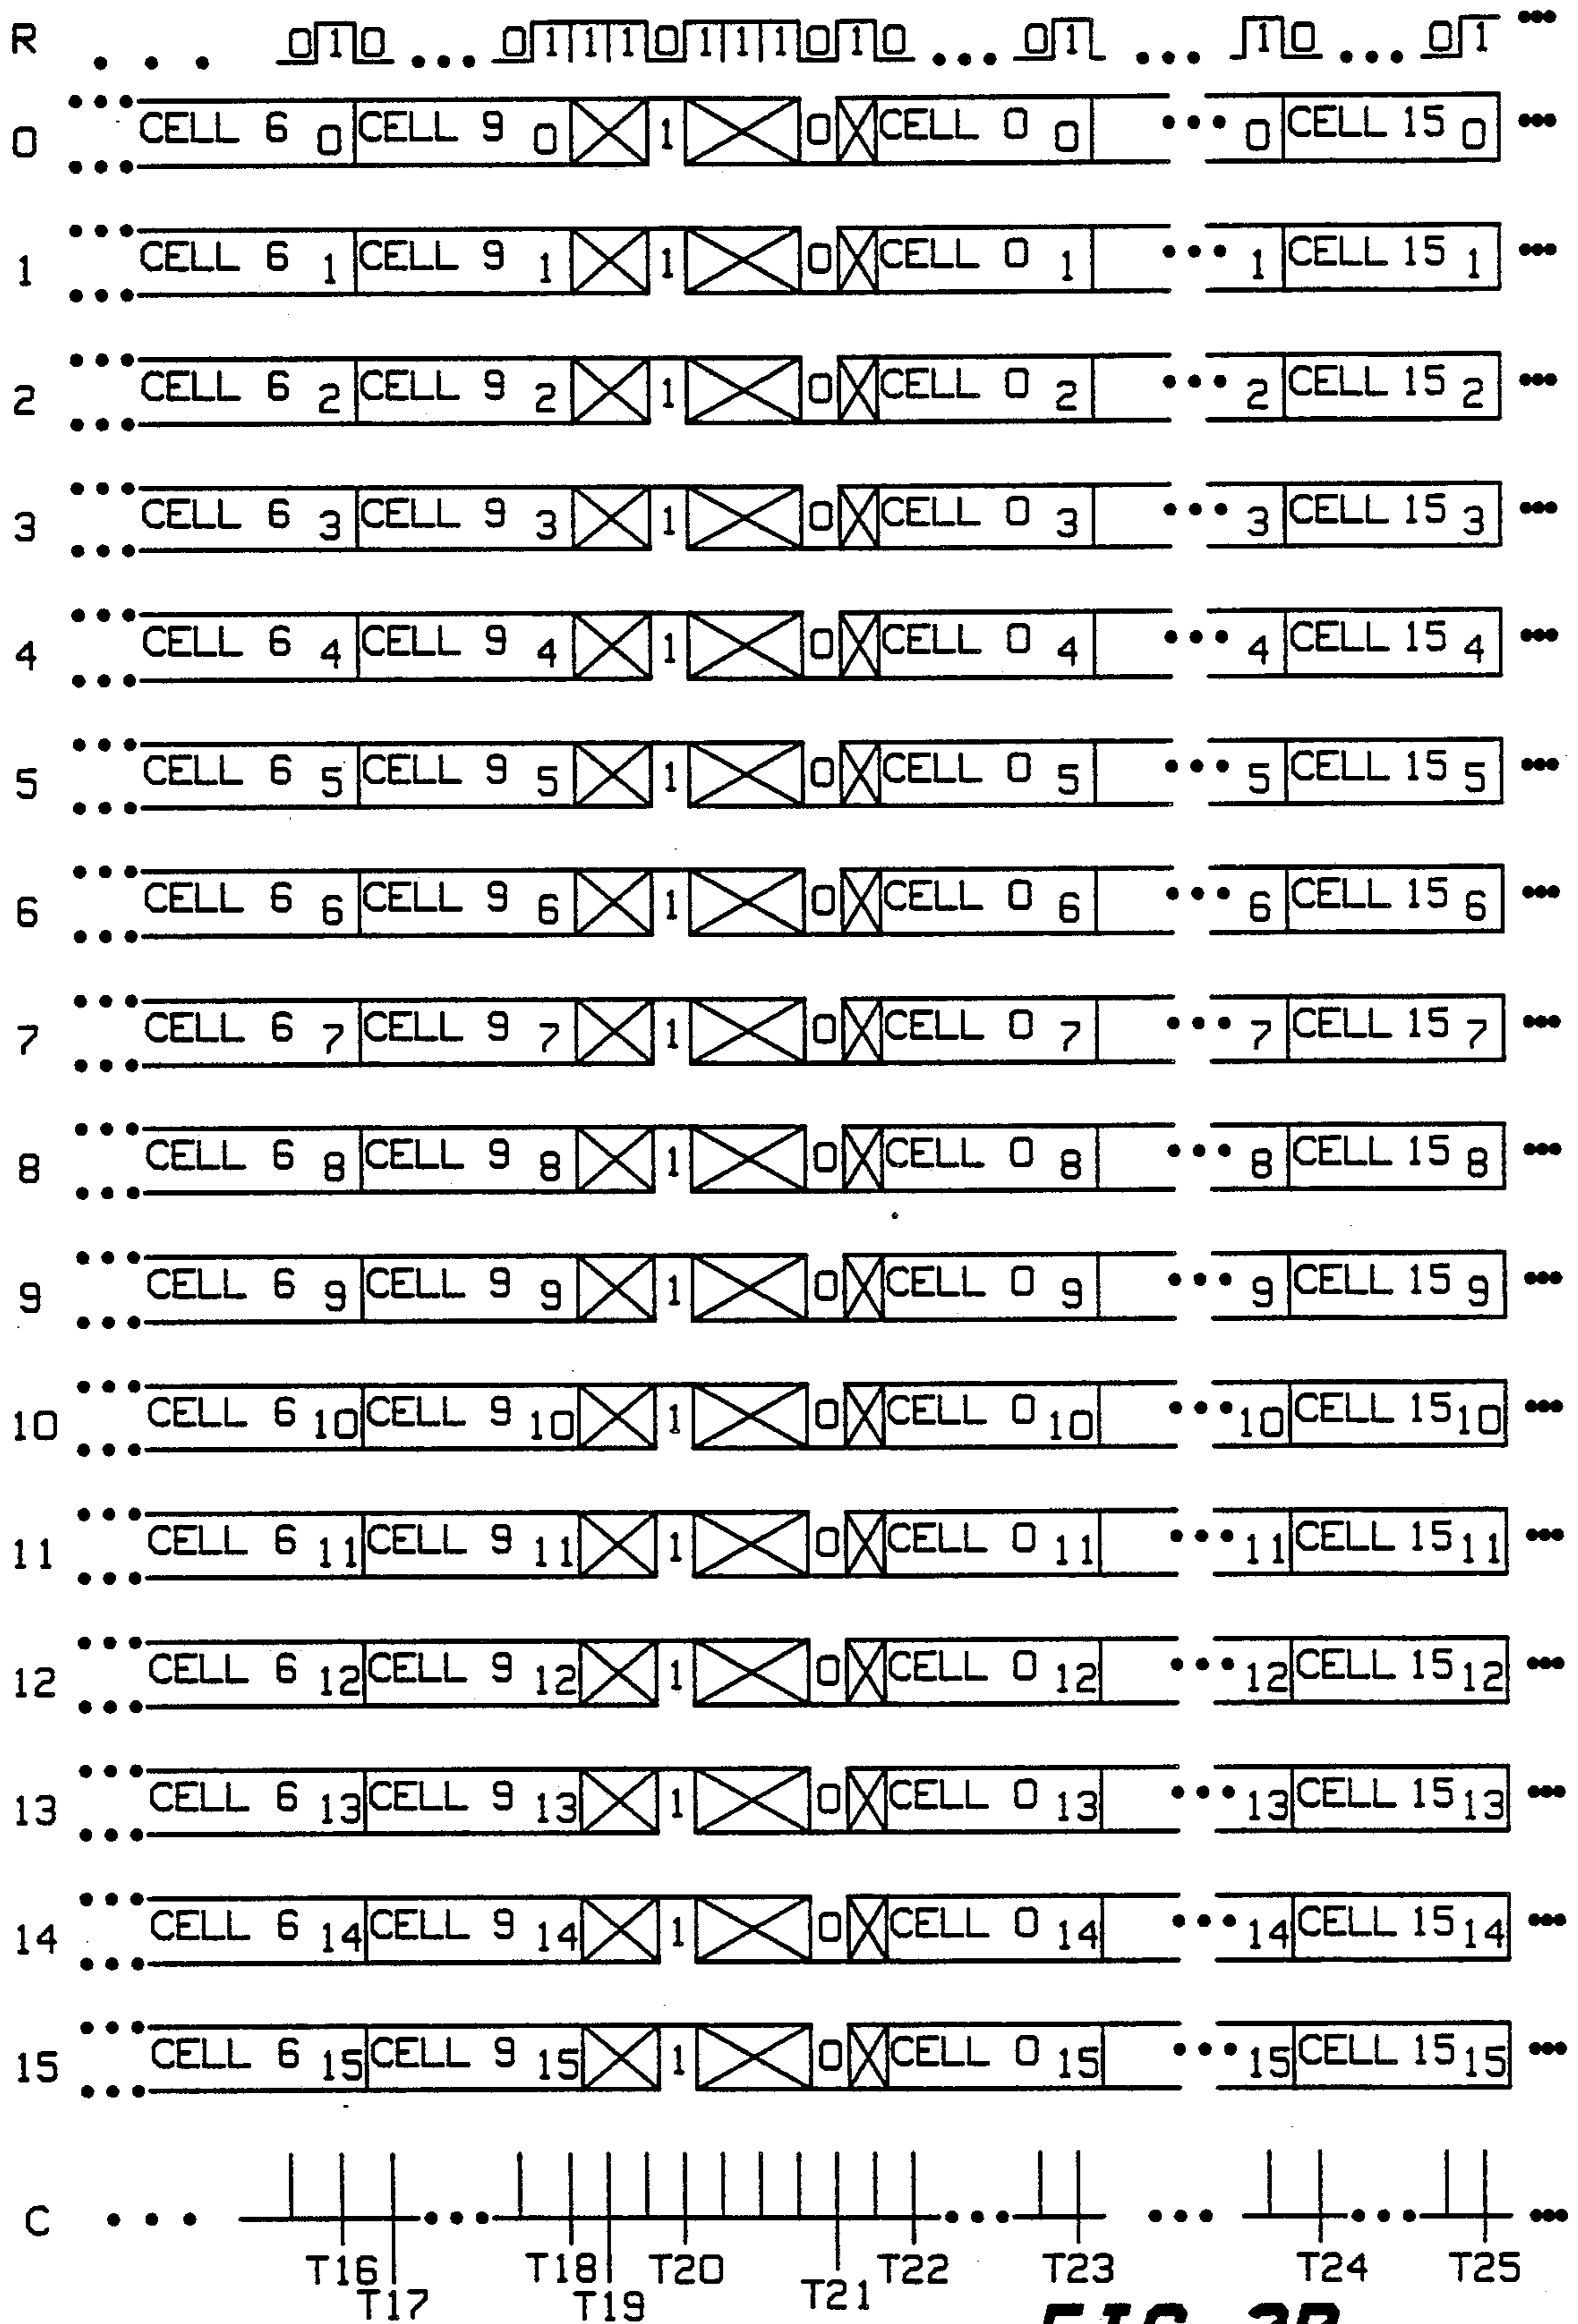 R ... 0 1 0 ... 0 1 1 1 0 1 1 1 0 1 0 ... 0 1 ... 1 0 ... 0 1 ...
0 ... CELL 6 0 CELL 9 0 1 0 CELL 0 0 ... 0 CELL 15 0 ...
1 ... CELL 6 1 CELL 9 1 1 0 CELL 0 1 ... 1 CELL 15 1 ...
2 ... CELL 6 2 CELL 9 2 1 0 CELL 0 2 ... 2 CELL 15 2 ...
3 ... CELL 6 3 CELL 9 3 1 0 CELL 0 3 ... 3 CELL 15 3 ...
4 ... CELL 6 4 CELL 9 4 1 0 CELL 0 4 ... 4 CELL 15 4 ...
5 ... CELL 6 5 CELL 9 5 1 0 CELL 0 5 ... 5 CELL 15 5 ...
6 ... CELL 6 6 CELL 9 6 1 0 CELL 0 6 ... 6 CELL 15 6 ...
7 ... CELL 6 7 CELL 9 7 1 0 CELL 0 7 ... 7 CELL 15 7 ...
8 ... CELL 6 8 CELL 9 8 1 0 CELL 0 8 ... 8 CELL 15 8 ...
9 ... CELL 6 9 CELL 9 9 1 0 CELL 0 9 ... 9 CELL 15 9 ...
10 ... CELL 6 10 CELL 9 10 1 0 CELL 0 10 ... 10 CELL 15 10 ...
11 ... CELL 6 11 CELL 9 11 1 0 CELL 0 11 ... 11 CELL 15 11 ...
12 ... CELL 6 12 CELL 9 12 1 0 CELL 0 12 ... 12 CELL 15 12 ...
13 ... CELL 6 13 CELL 9 13 1 0 CELL 0 13 ... 13 CELL 15 13 ...
14 ... CELL 6 14 CELL 9 14 1 0 CELL 0 14 ... 14 CELL 15 14 ...
15 ... CELL 6 15 CELL 9 15 1 0 CELL 0 15 ... 15 CELL 15 15 ...
C ... ... ... ... ... ...
T16 T18 T20 T22 T23 T24 T25
T17 T19 T21